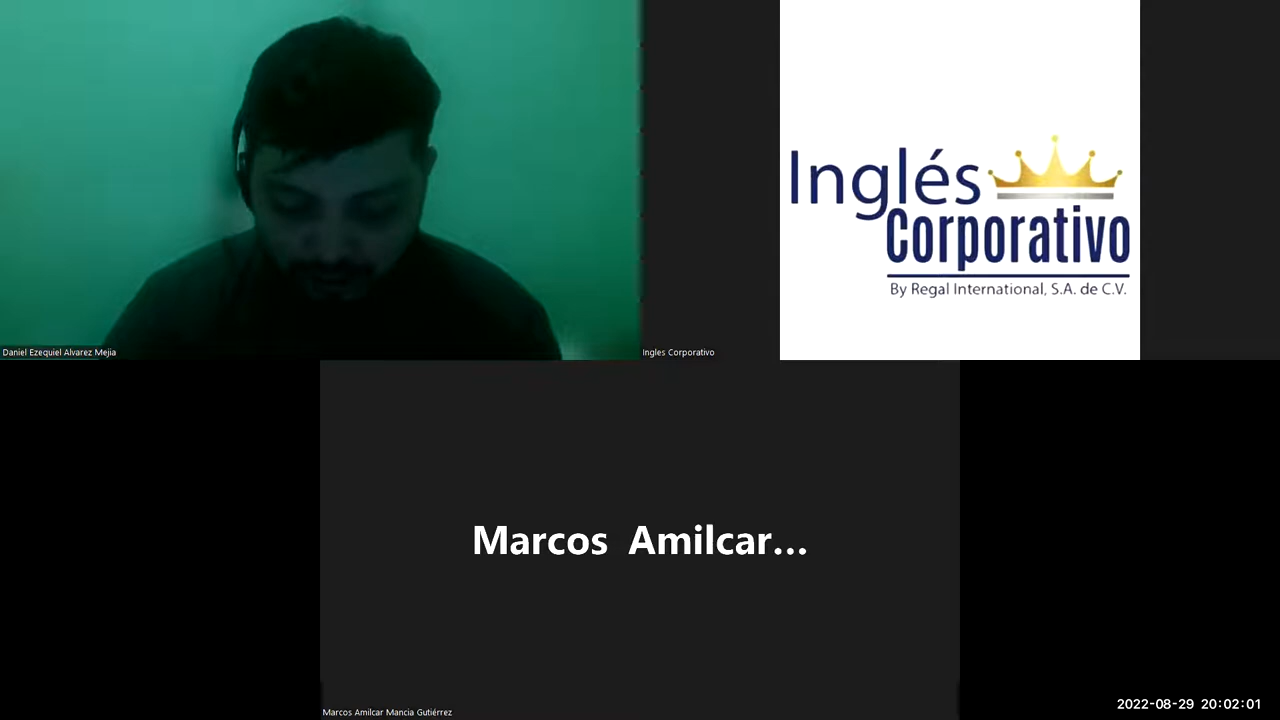 Inglés
Corporativo
By Regal International, S.A. de C.V.
Daniel Ezequiel Alvarez Mejia
Ingles Corporativo
Marcos Amilcar...
Marcos Amilcar Mancia Gutiérrez
2022-08-29 20:02:01